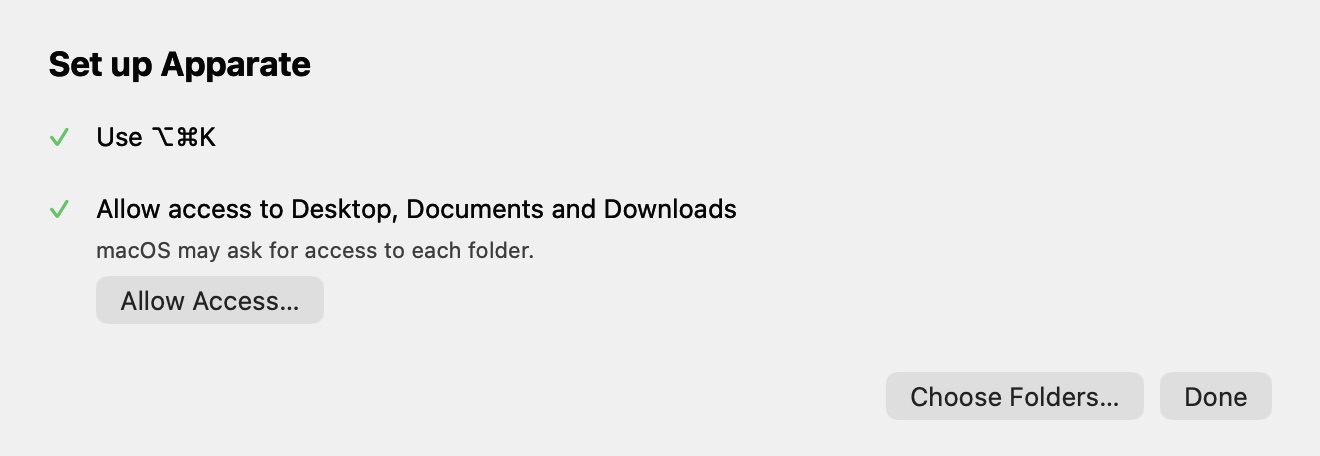 Set up Apparate
✓ Use ⌥⌘K
✓ Allow access to Desktop, Documents and Downloads
macOS may ask for access to each folder.
Allow Access...
Choose Folders...
Done